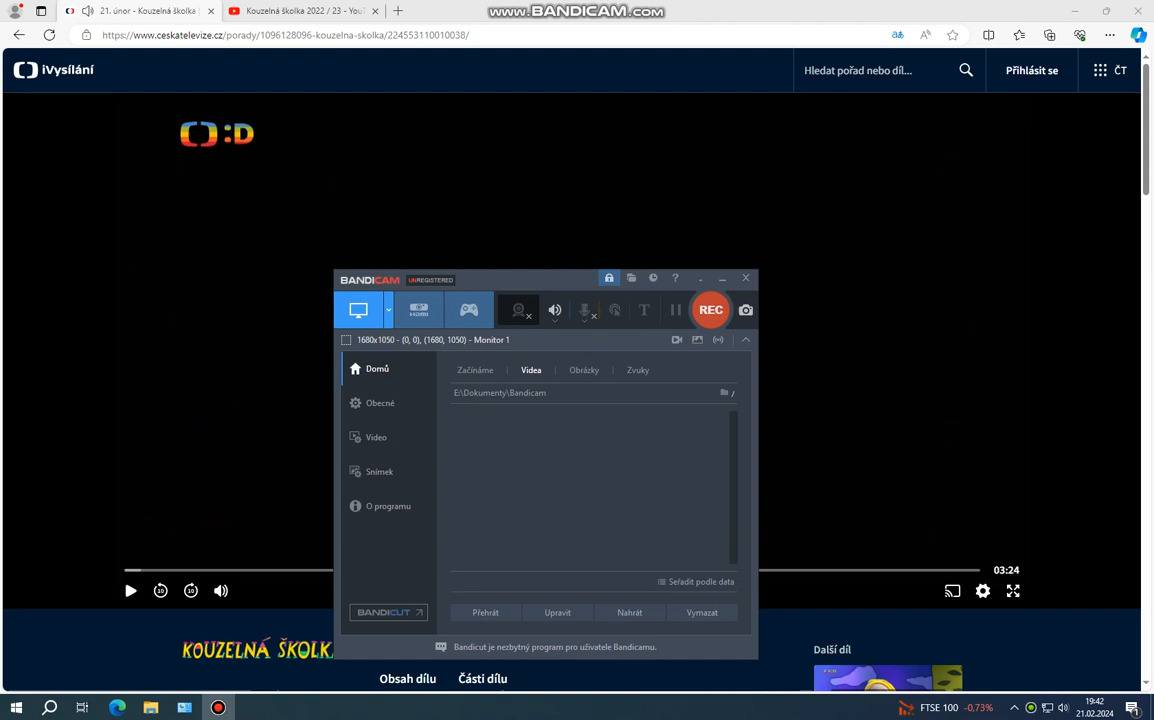 www.BANDICAM.com
21. únor - Kouzelná školka
Kouzelná školka 2022 / 23 - YouT
https://www.ceskatelevize.cz/porady/1096128096-kouzelna-skolka/224553110010038/
iVysílání
Hledat pořad nebo díl...
Přihlásit se
ČT
:D
BANDICAM UNREGISTERED
HDMI
T
REC
1680x1050 - (0, 0), (1680, 1050) - Monitor 1
Domů
Obecné
Video
Snímek
O programu
Začínáme
Videa
Obrázky
Zvuky
E:\Dokumenty\Bandicam
Seřadit podle data
BANDICUT
Přehrát
Upravit
Nahrát
Vymazat
Bandicut je nezbytný program pro uživatele Bandicamu.
03:24
10
10
KOUZELNÁ ŠKOLK
Obsah dílu
Části dílu
Další díl
FTSE 100 -0,73%
19:42
21.02.2024
1